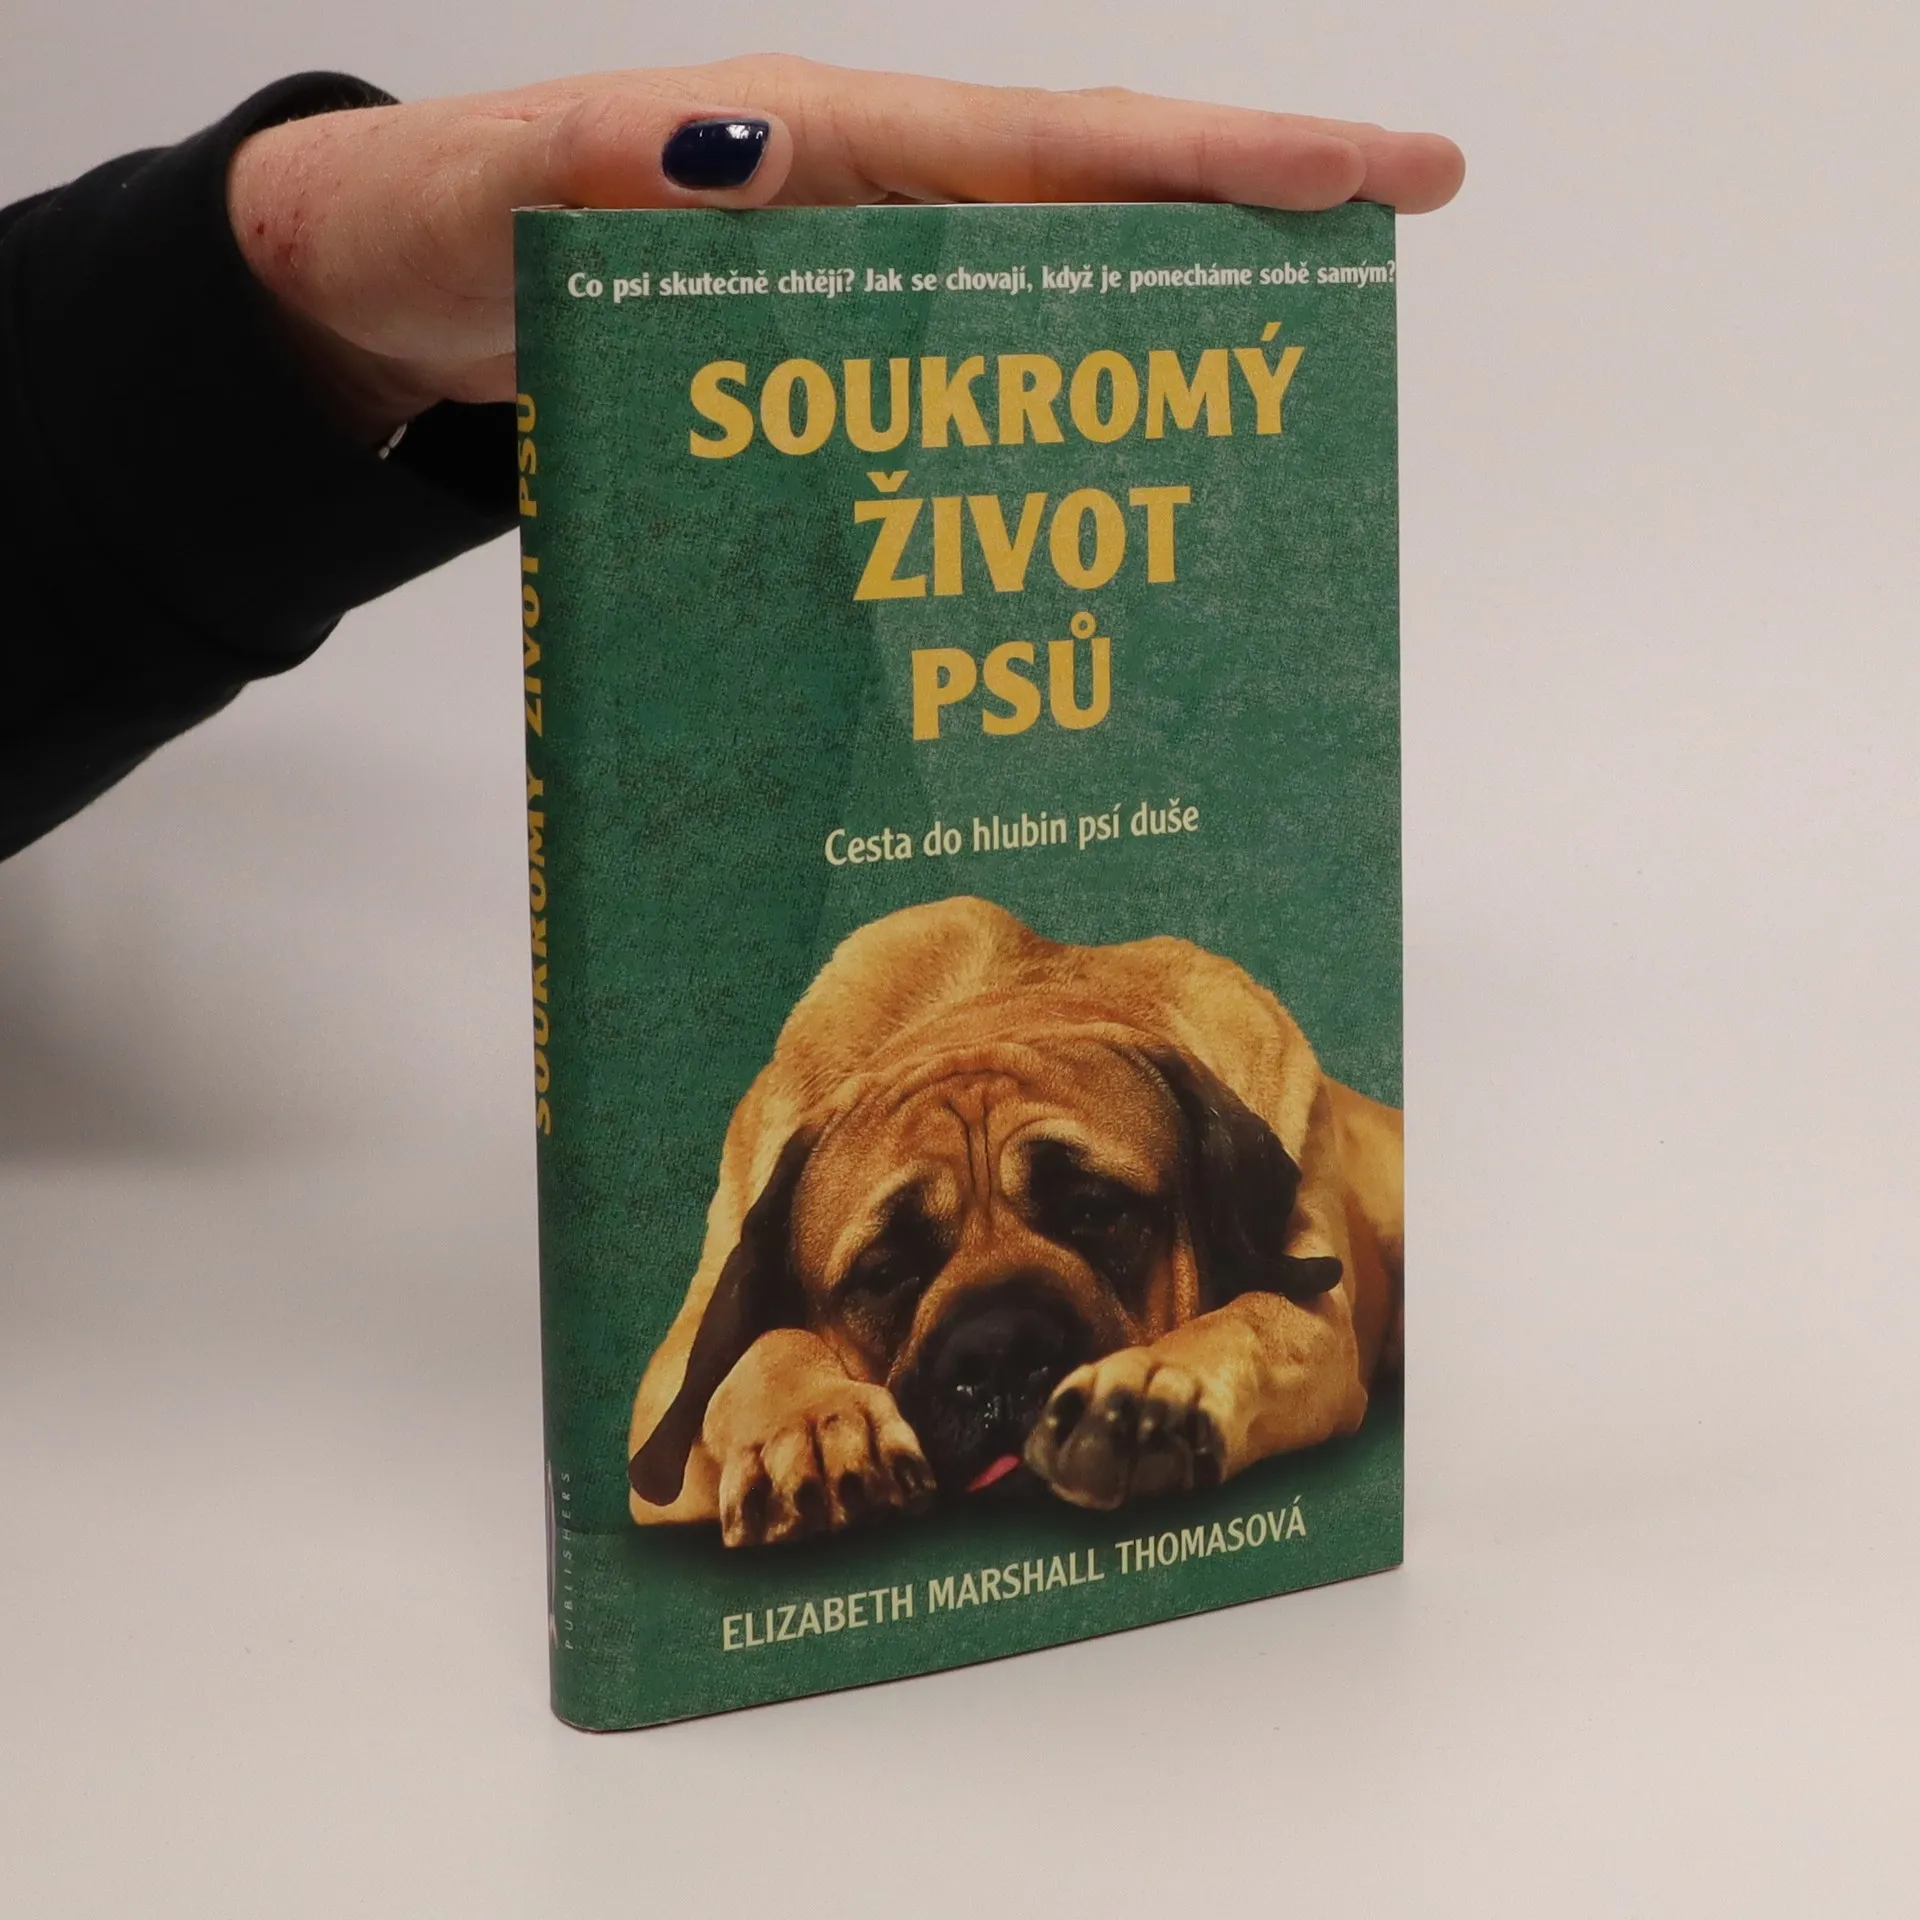 Co psi skutečně chtějí? Jak se chovají, když je ponecháme sobě samým?
SOUKROMÝ
ŽIVOT
PSŮ
Cesta do hlubin psí duše
ELIZABETH MARSHALL THOMASOVÁ
SOUKROMÝ ŽIVOT PSŮ
PUBLISHERS